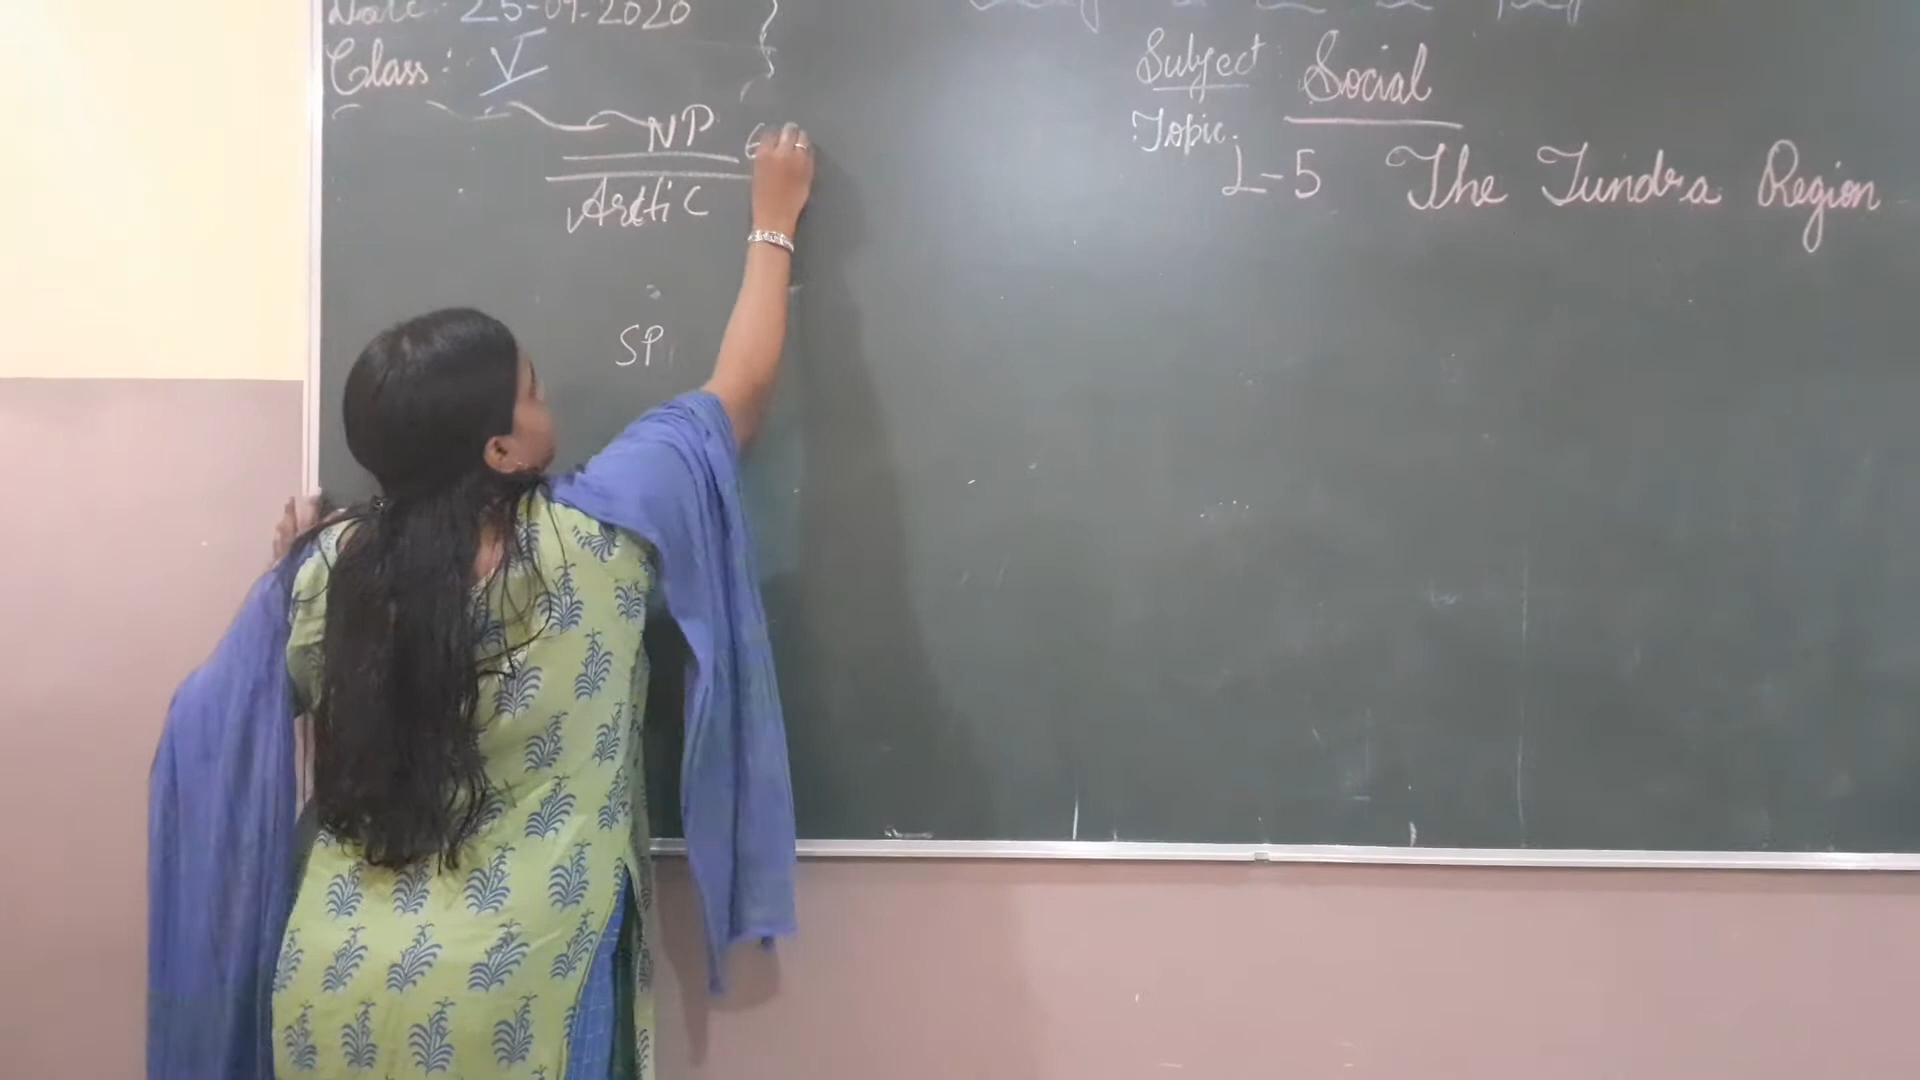 Date: 25-09-2020
Class: V
Subject: Social
Topic:
L-5 The Tundra Region
NP
Arctic
SP